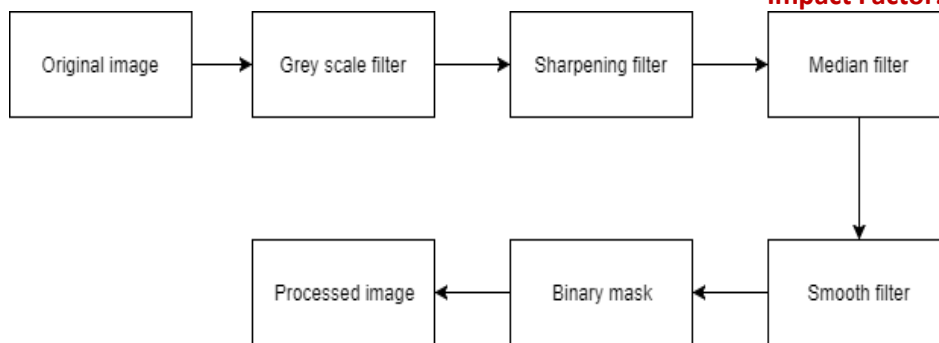 Impact Factor:
Original image
Grey scale filter
Sharpening filter
Median filter
Smooth filter
Binary mask
Processed image